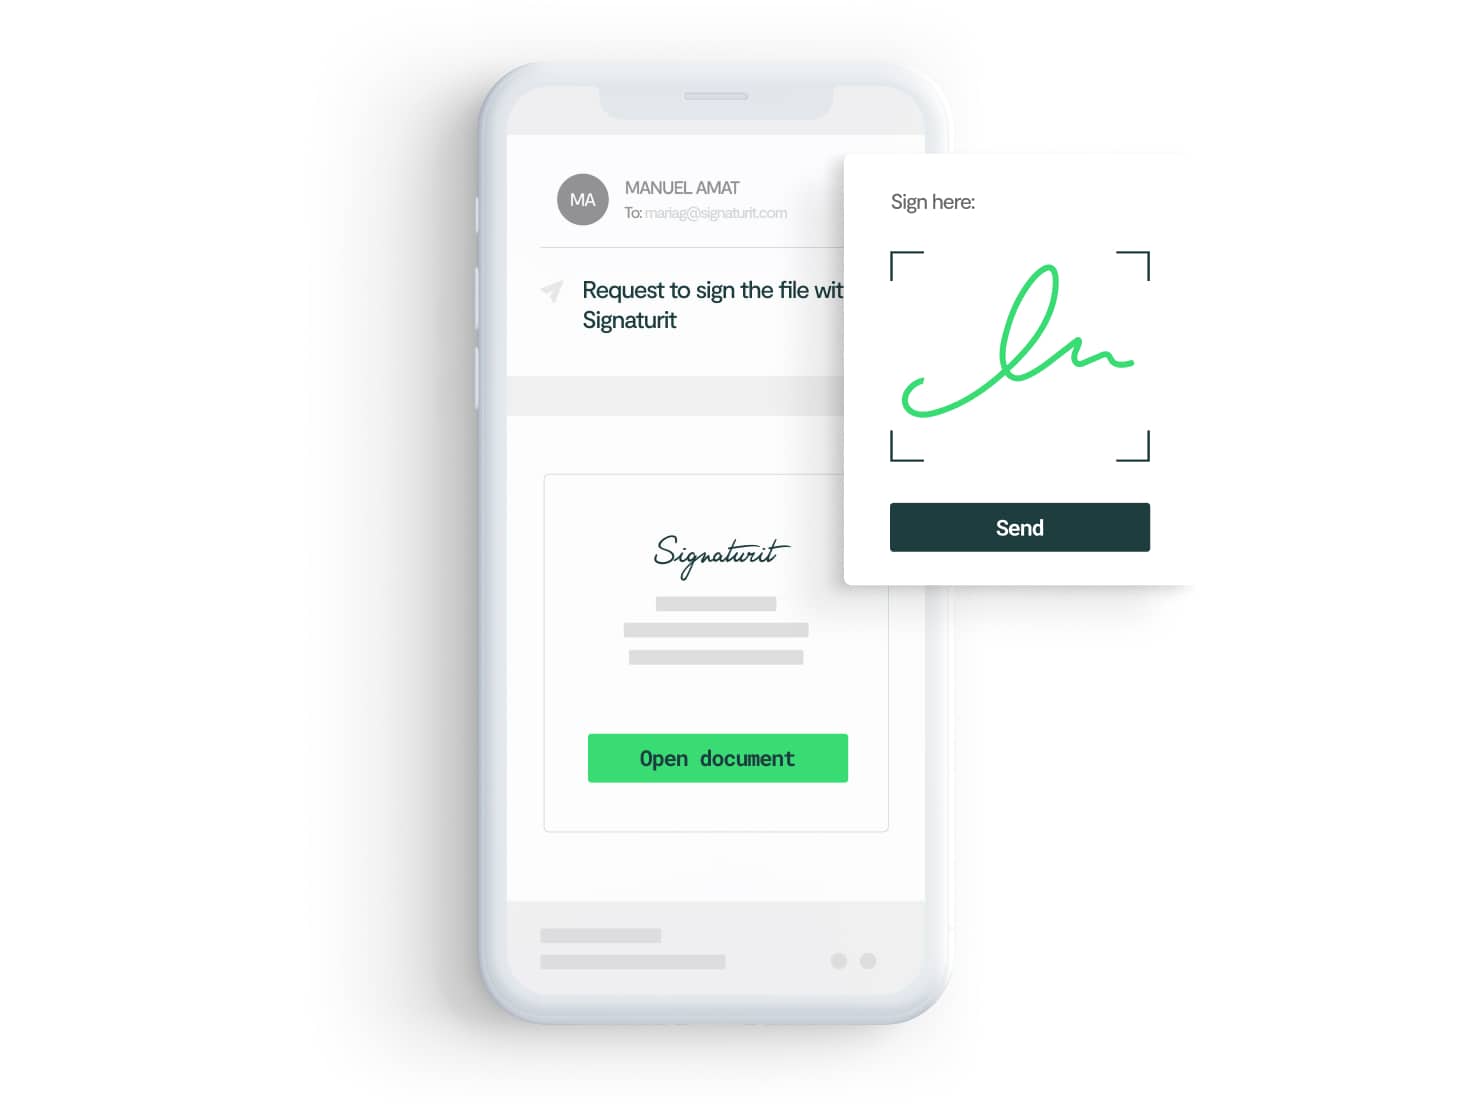 MA
MANUEL AMAT
To: mariag@signaturit.com
Request to sign the file wit
Signaturit
Signaturit
Open document
Sign here:
Send